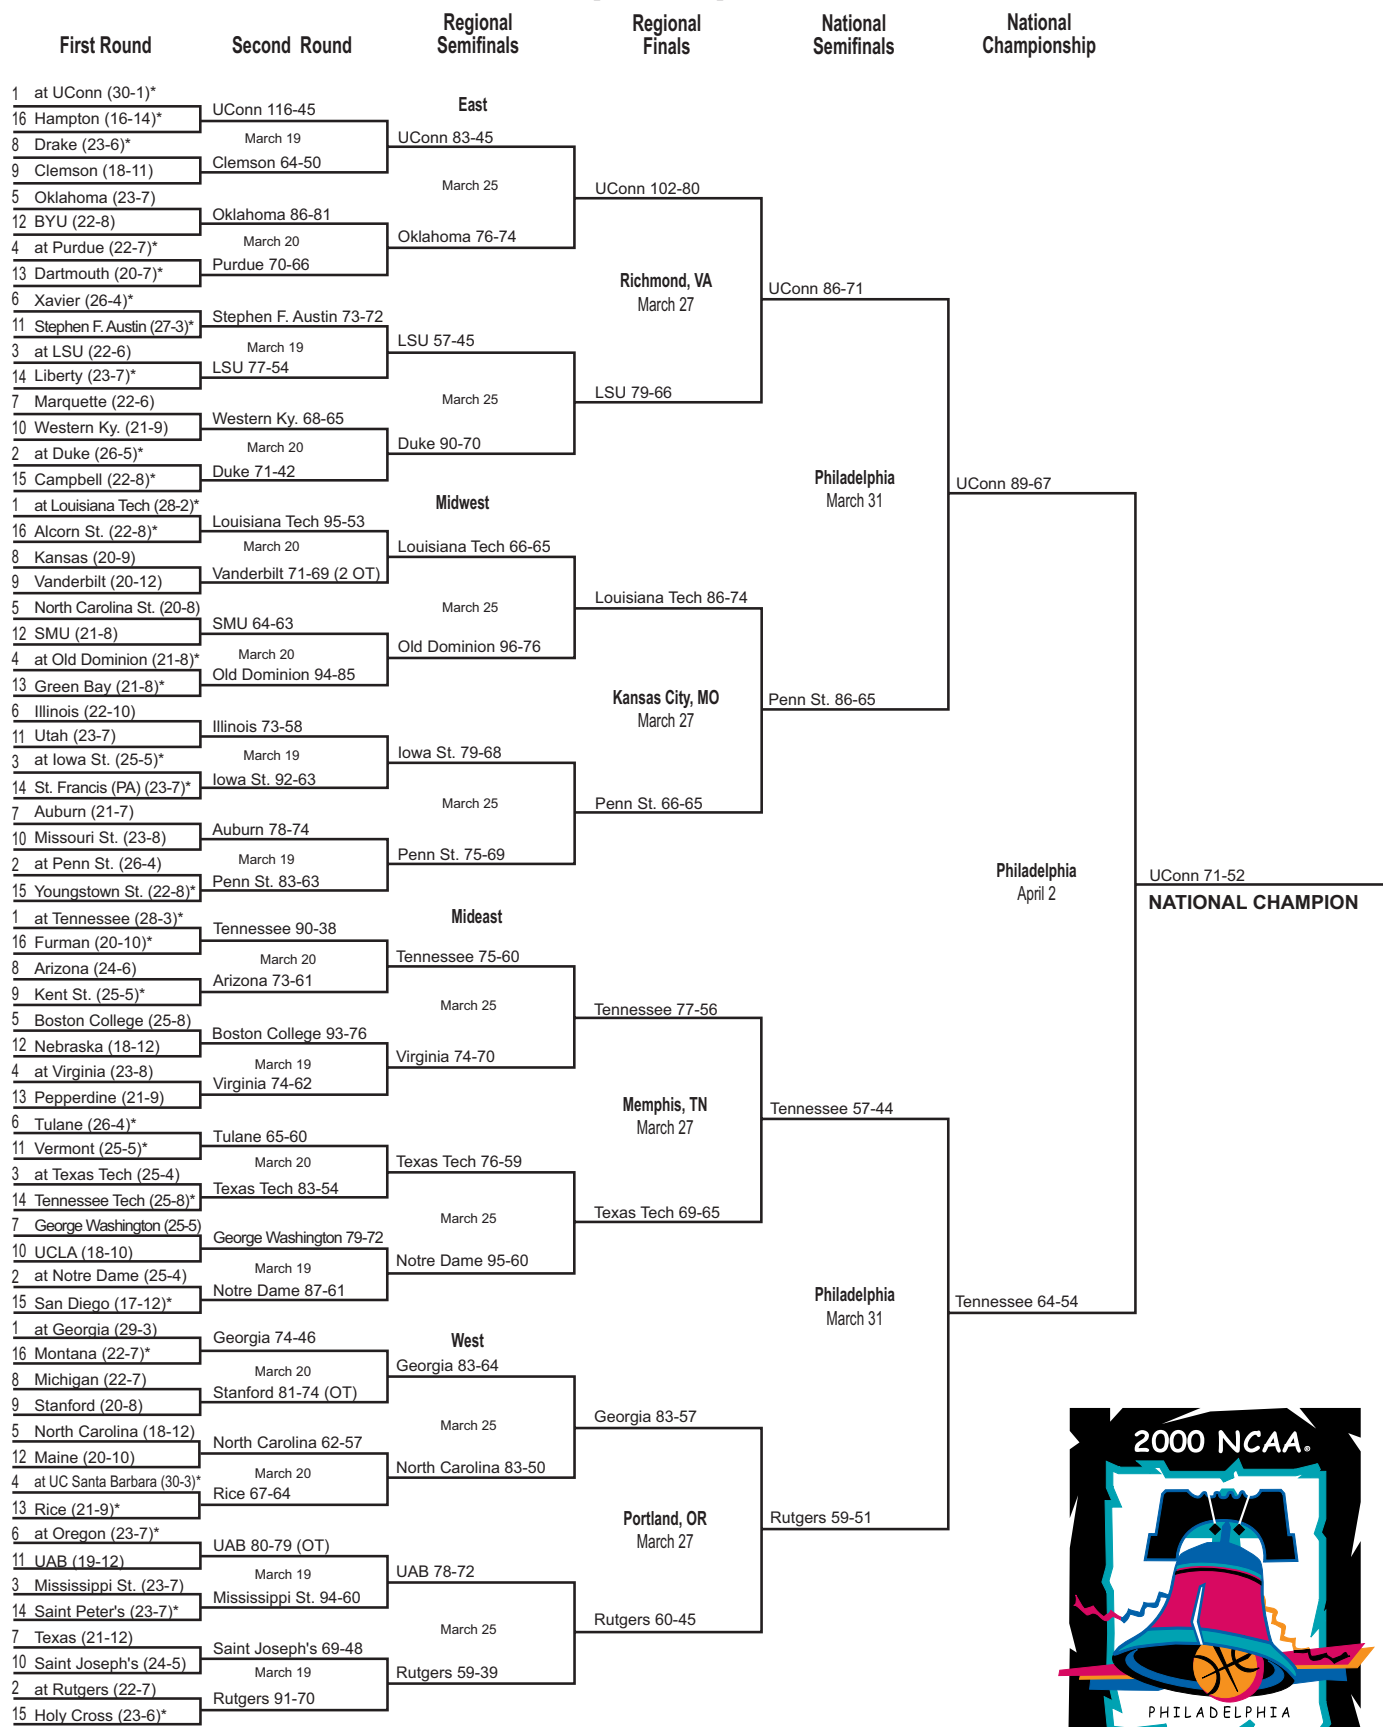 First Round
Second Round
Regional
Semifinals
Regional
Finals
National
Semifinals
National
Championship
1 at UConn (30-1)*
16 Hampton (16-14)*
8 Drake (23-6)*
9 Clemson (18-11)
5 Oklahoma (23-7)
12 BYU (22-8)
4 at Purdue (22-7)*
13 Dartmouth (20-7)*
6 Xavier (26-4)*
11 Stephen F. Austin (27-3)*
3 at LSU (22-6)
14 Liberty (23-7)*
7 Marquette (22-6)
10 Western Ky. (21-9)
2 at Duke (26-5)*
15 Campbell (22-8)*
1 at Louisiana Tech (28-2)*
16 Alcorn St. (22-8)*
8 Kansas (20-9)
9 Vanderbilt (20-12)
5 North Carolina St. (20-8)
12 SMU (21-8)
4 at Old Dominion (21-8)*
13 Green Bay (21-8)*
6 Illinois (22-10)
11 Utah (23-7)
3 at Iowa St. (25-5)*
14 St. Francis (PA) (23-7)*
7 Auburn (21-7)
10 Missouri St. (23-8)
2 at Penn St. (26-4)
15 Youngstown St. (22-8)*
1 at Tennessee (28-3)*
16 Furman (20-10)*
8 Arizona (24-6)
9 Kent St. (25-5)*
5 Boston College (25-8)
12 Nebraska (18-12)
4 at Virginia (23-8)
13 Pepperdine (21-9)
6 Tulane (26-4)*
11 Vermont (25-5)*
3 at Texas Tech (25-4)
14 Tennessee Tech (25-8)*
7 George Washington (25-5)
10 UCLA (18-10)
2 at Notre Dame (25-4)
15 San Diego (17-12)*
1 at Georgia (29-3)
16 Montana (22-7)*
8 Michigan (22-7)
9 Stanford (20-8)
5 North Carolina (18-12)
12 Maine (20-10)
4 at UC Santa Barbara (30-3)*
13 Rice (21-9)*
6 at Oregon (23-7)*
11 UAB (19-12)
3 Mississippi St. (23-7)
14 Saint Peter's (23-7)*
7 Texas (21-12)
10 Saint Joseph's (24-5)
2 at Rutgers (22-7)
15 Holy Cross (23-6)*
UConn 116-45
March 19
Clemson 64-50
Oklahoma 86-81
March 20
Purdue 70-66
Stephen F. Austin 73-72
March 19
LSU 77-54
Western Ky. 68-65
March 20
Duke 71-42
Louisiana Tech 95-53
March 20
Vanderbilt 71-69 (2 OT)
SMU 64-63
March 20
Old Dominion 94-85
Illinois 73-58
March 19
Iowa St. 92-63
Auburn 78-74
March 19
Penn St. 83-63
Tennessee 90-38
March 20
Arizona 73-61
Boston College 93-76
March 19
Virginia 74-62
Tulane 65-60
March 20
Texas Tech 83-54
George Washington 79-72
March 19
Notre Dame 87-61
Georgia 74-46
March 20
Stanford 81-74 (OT)
North Carolina 62-57
March 20
Rice 67-64
UAB 80-79 (OT)
March 19
Mississippi St. 94-60
Saint Joseph's 69-48
March 19
Rutgers 91-70
East
UConn 83-45
March 25
Oklahoma 76-74
LSU 57-45
March 25
Duke 90-70
Midwest
Louisiana Tech 66-65
March 25
Old Dominion 96-76
Iowa St. 79-68
March 25
Penn St. 75-69
Mideast
Tennessee 75-60
March 25
Virginia 74-70
Texas Tech 76-59
March 25
Notre Dame 95-60
West
Georgia 83-64
March 25
North Carolina 83-50
UAB 78-72
March 25
Rutgers 59-39
UConn 102-80
Richmond, VA
March 27
LSU 79-66
Louisiana Tech 86-74
Kansas City, MO
March 27
Penn St. 66-65
Tennessee 77-56
Memphis, TN
March 27
Texas Tech 69-65
Georgia 83-57
Portland, OR
March 27
Rutgers 60-45
UConn 86-71
Philadelphia
March 31
Penn St. 86-65
Tennessee 57-44
Philadelphia
March 31
Rutgers 59-51
UConn 89-67
Philadelphia
April 2
Tennessee 64-54
UConn 71-52
NATIONAL CHAMPION
2000 NCAA®
PHILADELPHIA